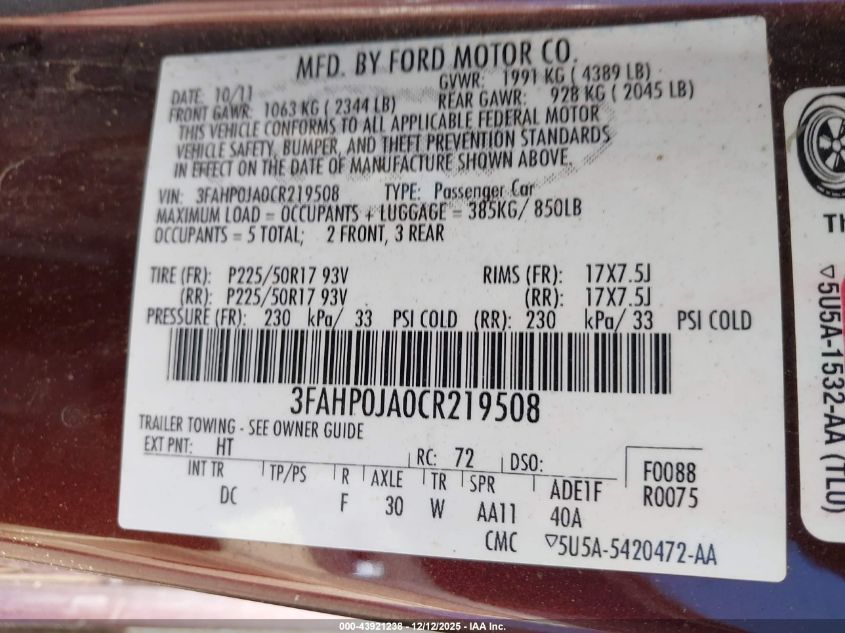 MFD. BY FORD MOTOR CO.
DATE: 10/11 GVWR: 1991 KG ( 4389 LB)
FRONT GAWR: 1063 KG ( 2344 LB) REAR GAWR: 928 KG ( 2045 LB)
THIS VEHICLE CONFORMS TO ALL APPLICABLE FEDERAL MOTOR
VEHICLE SAFETY, BUMPER, AND THEFT PREVENTION STANDARDS
IN EFFECT ON THE DATE OF MANUFACTURE SHOWN ABOVE.
VIN: 3FAHP0JA0CR219508 TYPE: Passenger Car
MAXIMUM LOAD = OCCUPANTS + LUGGAGE = 385KG/ 850LB
OCCUPANTS = 5 TOTAL; 2 FRONT, 3 REAR
TIRE (FR): P225/50R17 93V RIMS (FR): 17X7.5J
(RR): P225/50R17 93V (RR): 17X7.5J
PRESSURE (FR): 230 kPa/ 33 PSI COLD (RR): 230 kPa/ 33 PSI COLD
3FAHP0JA0CR219508
TRAILER TOWING - SEE OWNER GUIDE
EXT PNT: HT RC: 72 DSO: F0088
R0075
INT TR TP/PS R AXLE TR SPR ADE1F
DC F 30 W AA11 40A
CMC ▽5U5A-5420472-AA
▽5U5A-1532-AA (TLU)
000-43921238 - 12/12/2025 - IAA Inc.